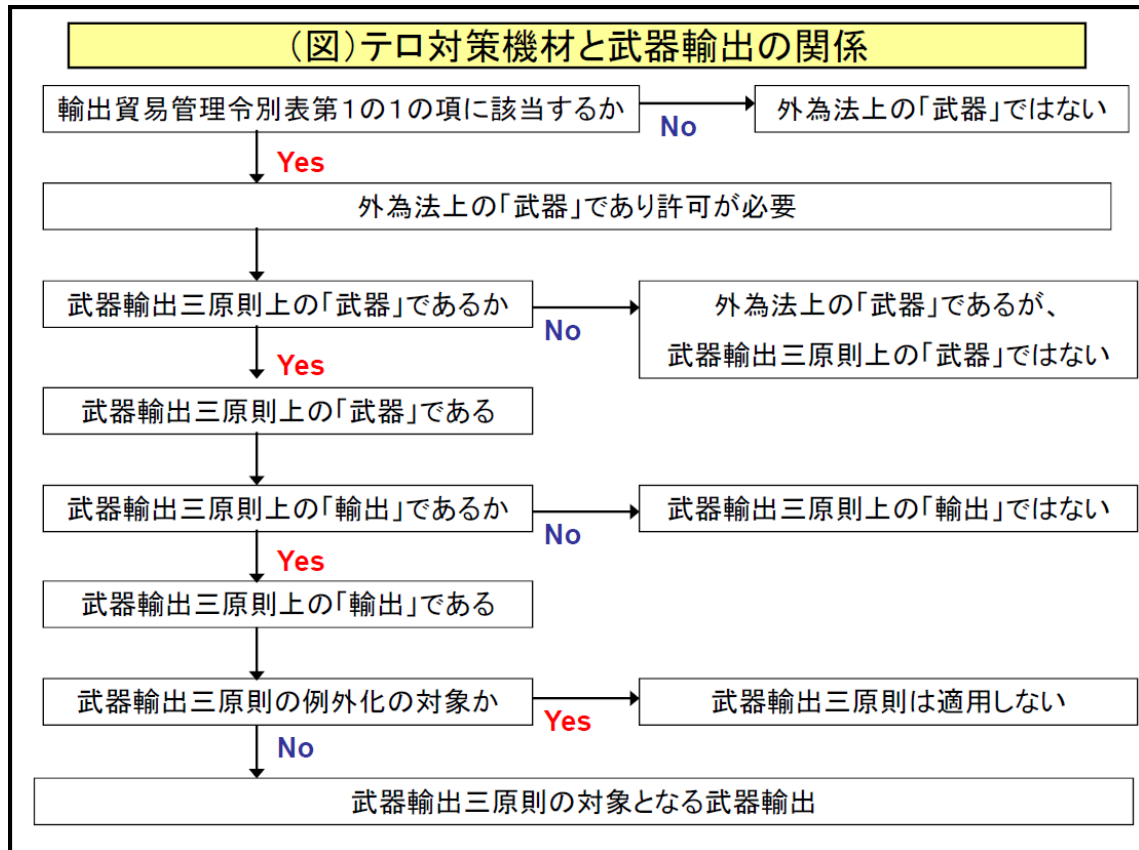 (図)テロ対策機材と武器輸出の関係
輸出貿易管理令別表第1の1の項に該当するか
No
外為法上の「武器」ではない
Yes
外為法上の「武器」であり許可が必要
武器輸出三原則上の「武器」であるか
No
外為法上の「武器」であるが、
武器輸出三原則上の「武器」ではない
Yes
武器輸出三原則上の「武器」である
武器輸出三原則上の「輸出」であるか
No
武器輸出三原則上の「輸出」ではない
Yes
武器輸出三原則上の「輸出」である
武器輸出三原則の例外化の対象か
Yes
武器輸出三原則は適用しない
No
武器輸出三原則の対象となる武器輸出